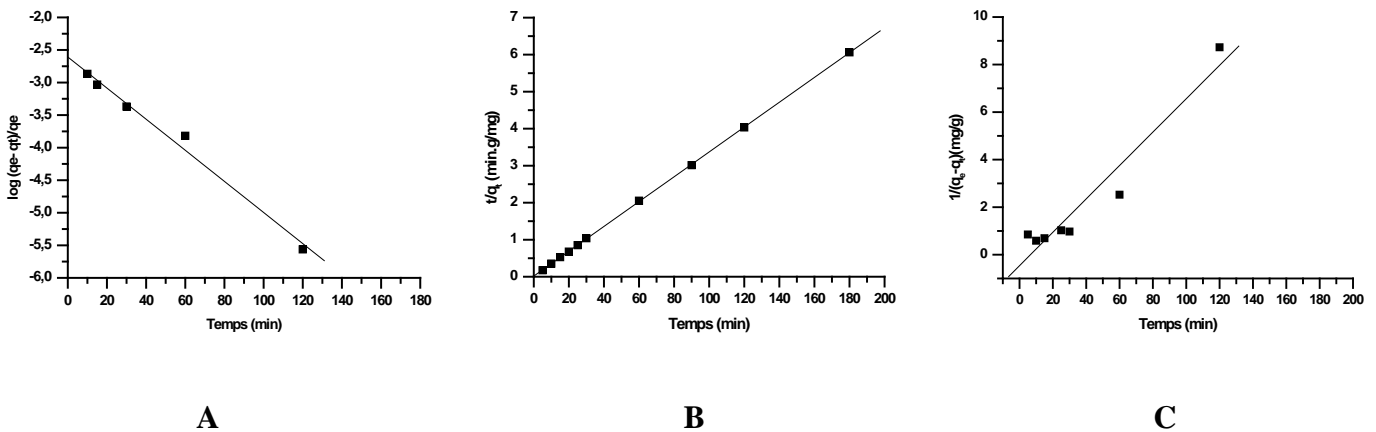 -2,0
-2,5
-3,0
-3,5
-4,0
-4,5
-5,0
-5,5
-6,0
log (qe-qt)/qe
0 20 40 60 80 100 120 140 160 180
Temps (min)
A
7
6
5
4
3
2
1
0
t/qt (min.g/mg)
0 20 40 60 80 100 120 140 160 180 200
Temps (min)
B
10
8
6
4
2
0
1/(qe-qt)(mg/g)
0 20 40 60 80 100 120 140 160 180 200
Temps (min)
C